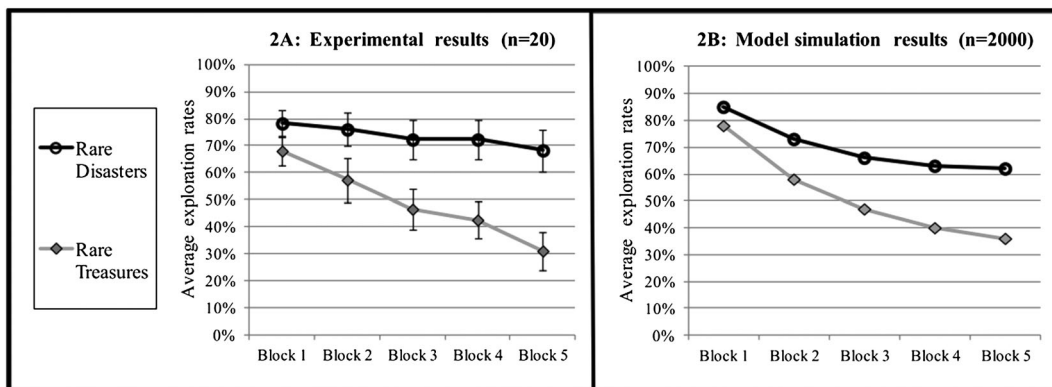 2A: Experimental results (n=20)
Average exploration rates
100%
90%
80%
70%
60%
50%
40%
30%
20%
10%
0%
Block 1 Block 2 Block 3 Block 4 Block 5
Rare
Disasters
Rare
Treasures
2B: Model simulation results (n=2000)
Average exploration rates
100%
90%
80%
70%
60%
50%
40%
30%
20%
10%
0%
Block 1 Block 2 Block 3 Block 4 Block 5